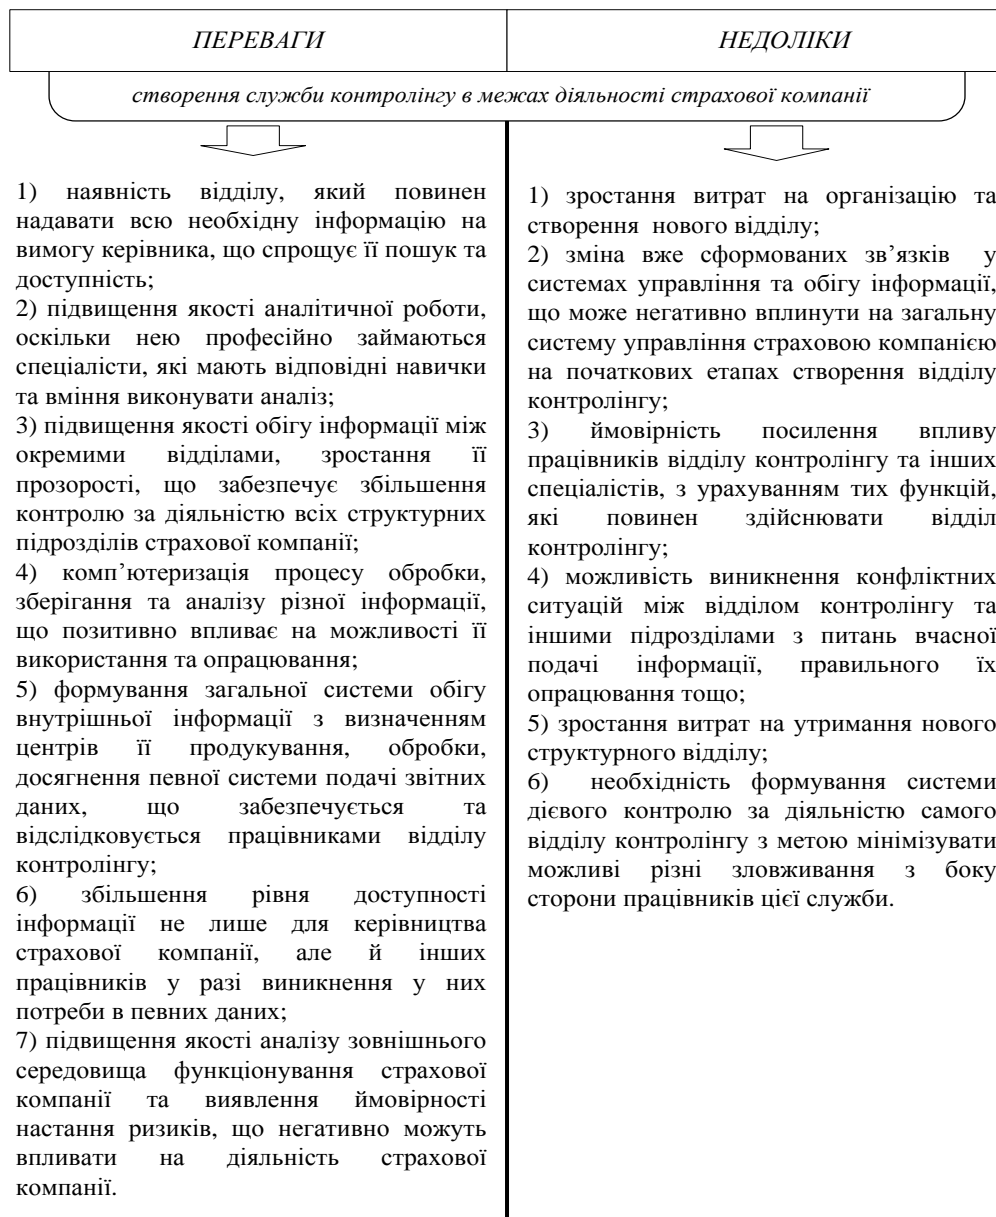 ПЕРЕВАГИ
НЕДОЛІКИ
створення служби контролінгу в межах діяльності страхової компанії
1) наявність відділу, який повинен
надавати всю необхідну інформацію на
вимогу керівника, що спрощує її пошук та
доступність;
2) підвищення якості аналітичної роботи,
оскільки нею професійно займаються
спеціалісти, які мають відповідні навички
та вміння виконувати аналіз;
3) підвищення якості обігу інформації між
окремими відділами, зростання її
прозорості, що забезпечує збільшення
контролю за діяльністю всіх структурних
підрозділів страхової компанії;
4) комп’ютеризація процесу обробки,
зберігання та аналізу різної інформації,
що позитивно впливає на можливості її
використання та опрацювання;
5) формування загальної системи обігу
внутрішньої інформації з визначенням
центрів її продукування, обробки,
досягнення певної системи подачі звітних
даних, що забезпечується та
відслідковується працівниками відділу
контролінгу;
6) збільшення рівня доступності
інформації не лише для керівництва
страхової компанії, але й інших
працівників у разі виникнення у них
потреби в певних даних;
7) підвищення якості аналізу зовнішнього
середовища функціонування страхової
компанії та виявлення ймовірності
настання ризиків, що негативно можуть
впливати на діяльність страхової
компанії.
1) зростання витрат на організацію та
створення нового відділу;
2) зміна вже сформованих зв’язків у
системах управління та обігу інформації,
що може негативно вплинути на загальну
систему управління страховою компанією
на початкових етапах створення відділу
контролінгу;
3) ймовірність посилення впливу
працівників відділу контролінгу та інших
спеціалістів, з урахуванням тих функцій,
які повинен здійснювати відділ
контролінгу;
4) можливість виникнення конфліктних
ситуацій між відділом контролінгу та
іншими підрозділами з питань вчасної
подачі інформації, правильного їх
опрацювання тощо;
5) зростання витрат на утримання нового
структурного відділу;
6) необхідність формування системи
дієвого контролю за діяльністю самого
відділу контролінгу з метою мінімізувати
можливі різні зловживання з боку
сторони працівників цієї служби.